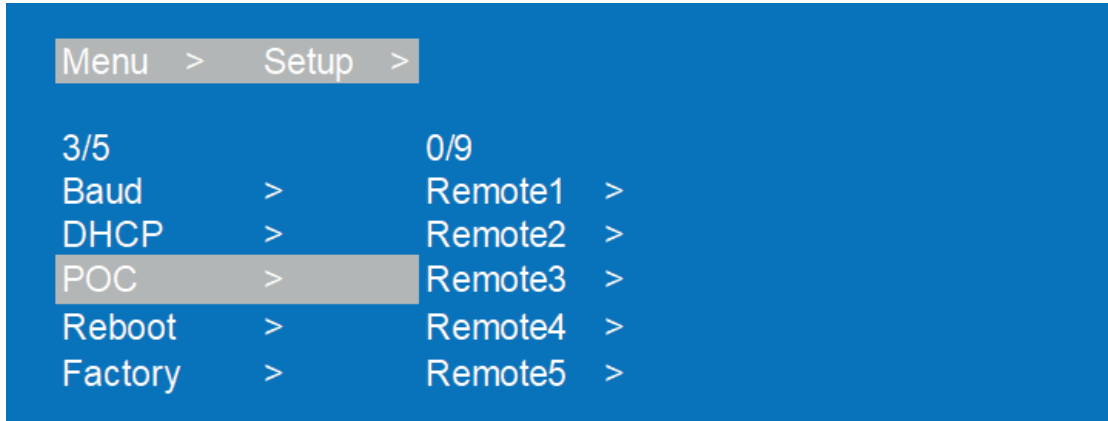 Menu > Setup >
3/5 0/9
Baud > Remote1 >
DHCP > Remote2 >
POC > Remote3 >
Reboot > Remote4 >
Factory > Remote5 >